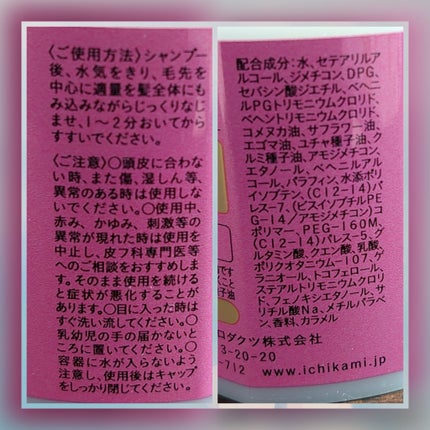 〈ご使用方法〉シャンプー
後、水気をきり、毛先を
中心に適量を髪全体にも
み込みながらじっくりなじ
ませ、1～2分おいてから
すすいでください。
〈ご注意〉○頭皮に合わな
い時、また傷、湿しん等、
異常のある時は使用しな
いでください。○使用中、
赤み、かゆみ、刺激等の
異常が現れた時は使用を
中止し、皮フ科専門医等
へのご相談をおすすめしま
す。そのまま使用を続ける
と症状が悪化することが
あります。○目に入った時は
すぐ洗い流してください。○
乳幼児の手の届かないと
ころに置いてください。○
容器に水が入らないよう
注意し、使用後はキャップ
をしっかり閉じてください。
配合成分：水、セテアリルア
ルコール、ジメチコン、DPG、
セバシン酸ジエチル、ベヘニ
ルPGトリモニウムクロリド、
ベヘントリモニウムクロリド、
コメヌカ油、サフラワー油、
エゴマ油、ユチャ種子油、ク
ルミ種子油、アモジメチコン、
エタノール、ベヘニルアル
コール、パラフィン、水添ポリ
イソブテン、(C12-14)パ
レス-7、(ビスイソブチルPE
G-14／アモジメチコン)コ
ポリマー、PEG-160M、
(C12-14)パレス-5、グ
ルタミン酸、クエン酸、乳酸、
ポリクオタニウム-107、ゲ
ラニオール、トコフェロール、
ステアルトリモニウムクロリ
ド、フェノキシエタノール、サ
リチル酸Na、メチルパラベ
ン、香料、カラメル
ロダクツ株式会社
3-20-20
-712 www.ichikami.jp